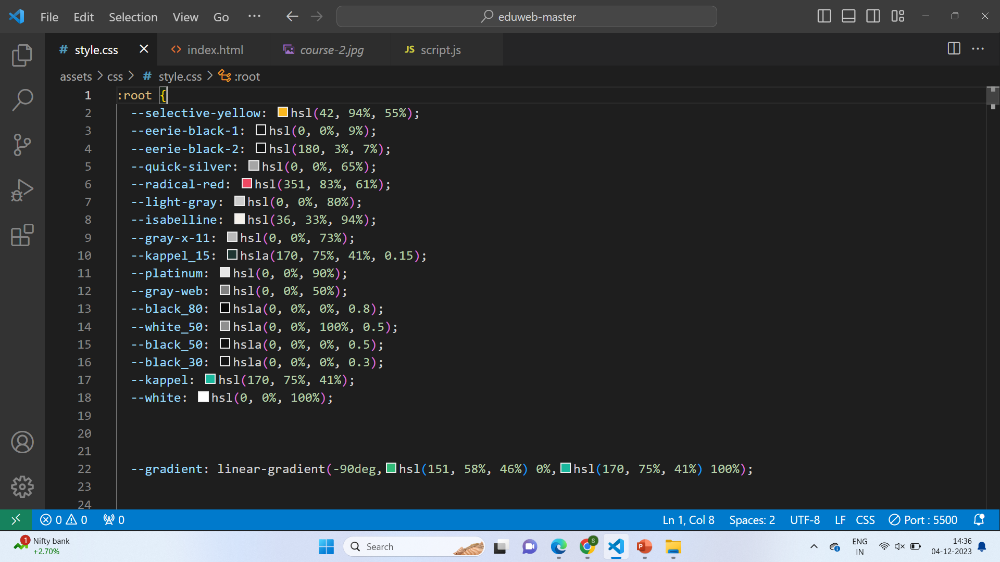 File Edit Selection View Go ··· eduweb-master
# style.css index.html course-2.jpg JS script.js
assets > css > # style.css > :root
1 :root {
2 --selective-yellow: hsl(42, 94%, 55%);
3 --eerie-black-1: hsl(0, 0%, 9%);
4 --eerie-black-2: hsl(180, 3%, 7%);
5 --quick-silver: hsl(0, 0%, 65%);
6 --radical-red: hsl(351, 83%, 61%);
7 --light-gray: hsl(0, 0%, 80%);
8 --isabelline: hsl(36, 33%, 94%);
9 --gray-x-11: hsl(0, 0%, 73%);
10 --kappel_15: hsla(170, 75%, 41%, 0.15);
11 --platinum: hsl(0, 0%, 90%);
12 --gray-web: hsl(0, 0%, 50%);
13 --black_80: hsla(0, 0%, 0%, 0.8);
14 --white_50: hsla(0, 0%, 100%, 0.5);
15 --black_50: hsla(0, 0%, 0%, 0.5);
16 --black_30: hsla(0, 0%, 0%, 0.3);
17 --kappel: hsl(170, 75%, 41%);
18 --white: hsl(0, 0%, 100%);
19
20
21
22 --gradient: linear-gradient(-90deg,hsl(151, 58%, 46%) 0%,hsl(170, 75%, 41%) 100%);
23
24
0 0 0 Ln 1, Col 8 Spaces: 2 UTF-8 LF CSS Port : 5500
1 Nifty bank
+2.70%
Search
S
P
ENG
IN
14:36
04-12-2023